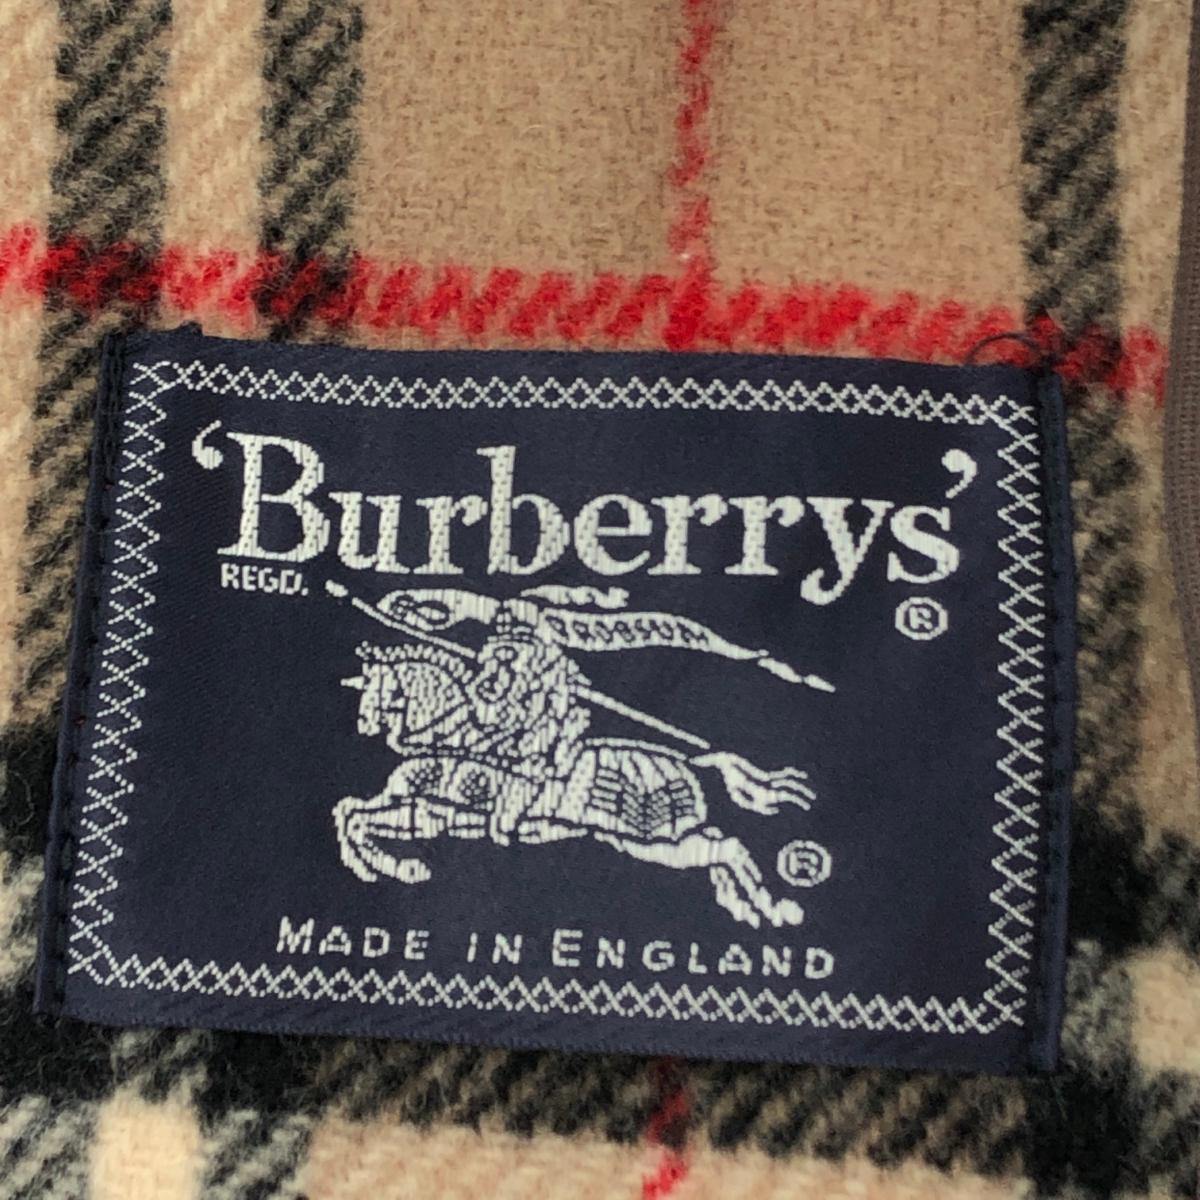 ‘Burberrys’
REGD.
®
PRORSUM
®
MADE IN ENGLAND